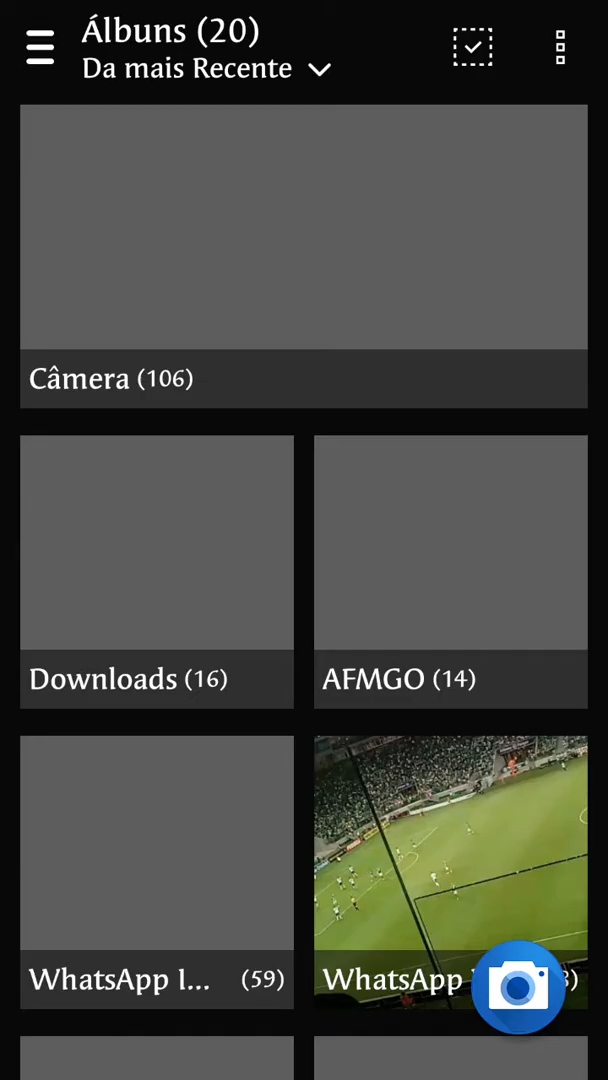 Álbuns (20)
Da mais Recente
Câmera (106)
Downloads (16)
AFMGO (14)
WhatsApp I... (59)
WhatsApp